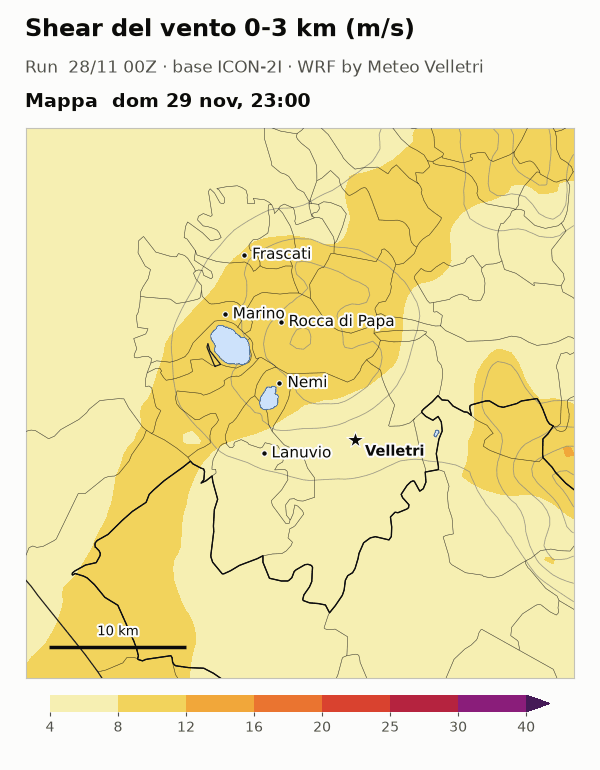 Shear del vento 0-3 km (m/s)
Run  28/11 00Z · base ICON-2I · WRF by Meteo Velletri
Mappa  dom 29 nov, 23:00
Frascati
Marino
Rocca di Papa
Nemi
Lanuvio
Velletri
10 km
4 8 12 16 20 25 30 40